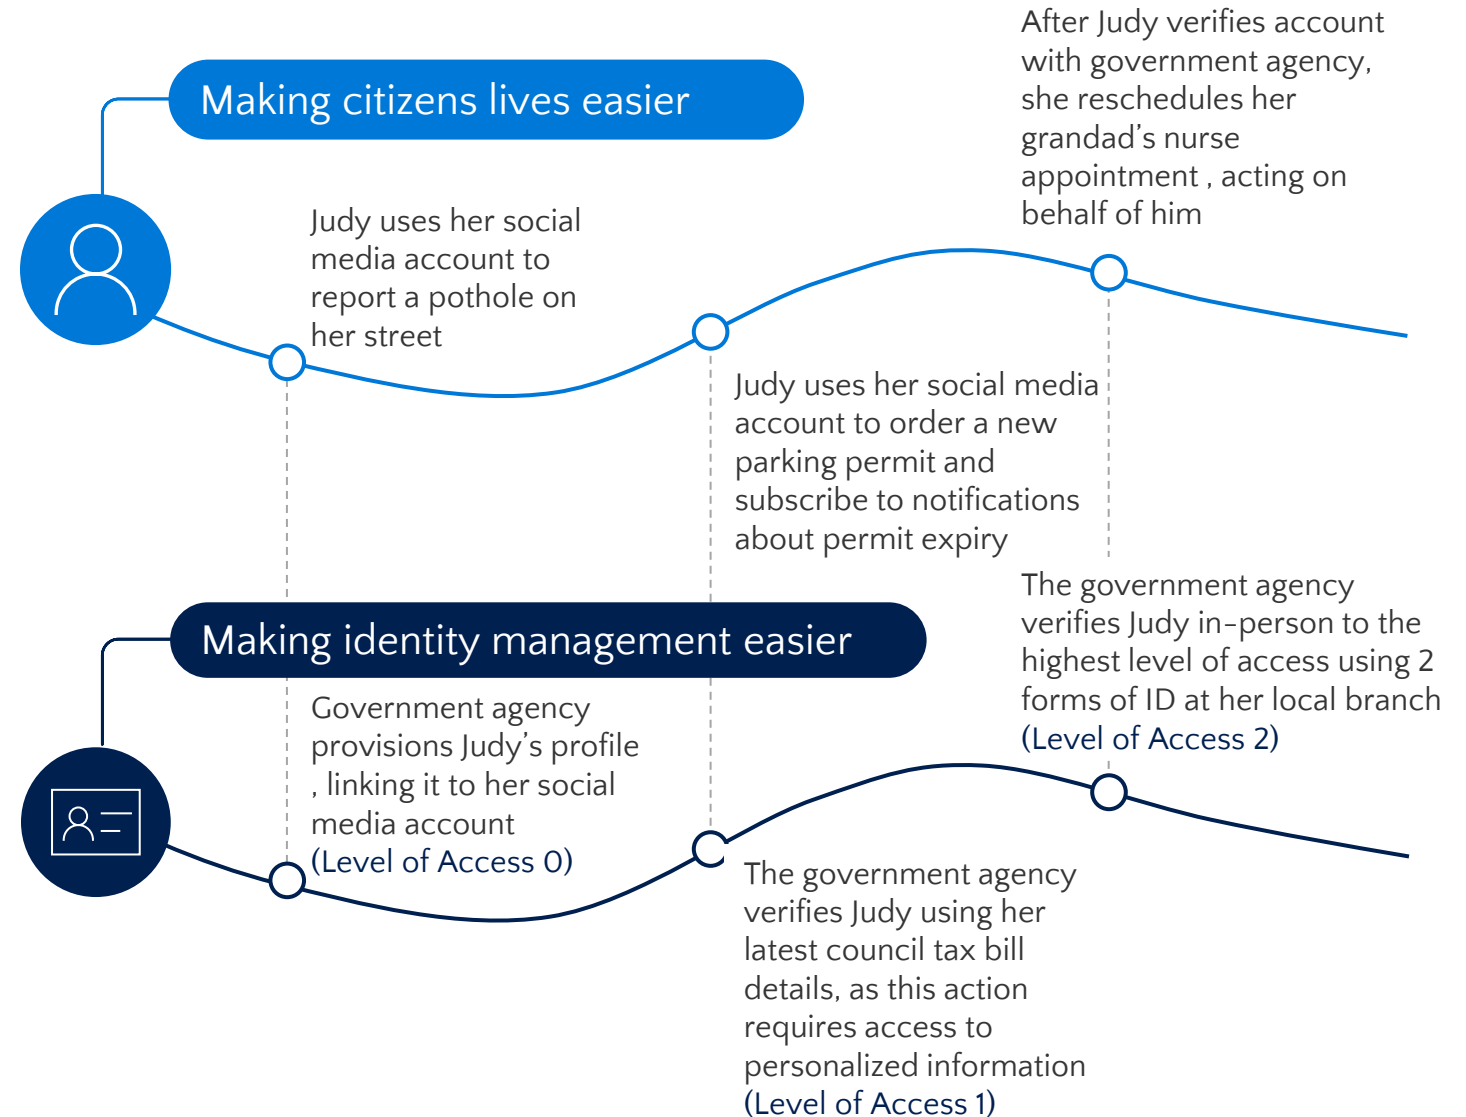 Making citizens lives easier
Judy uses her social
media account to
report a pothole on
her street
Judy uses her social media
account to order a new
parking permit and
subscribe to notifications
about permit expiry
After Judy verifies account
with government agency,
she reschedules her
grandad’s nurse
appointment , acting on
behalf of him
Making identity management easier
Government agency
provisions Judy’s profile
, linking it to her social
media account
(Level of Access 0)
The government agency
verifies Judy using her
latest council tax bill
details, as this action
requires access to
personalized information
(Level of Access 1)
The government agency
verifies Judy in-person to the
highest level of access using 2
forms of ID at her local branch
(Level of Access 2)